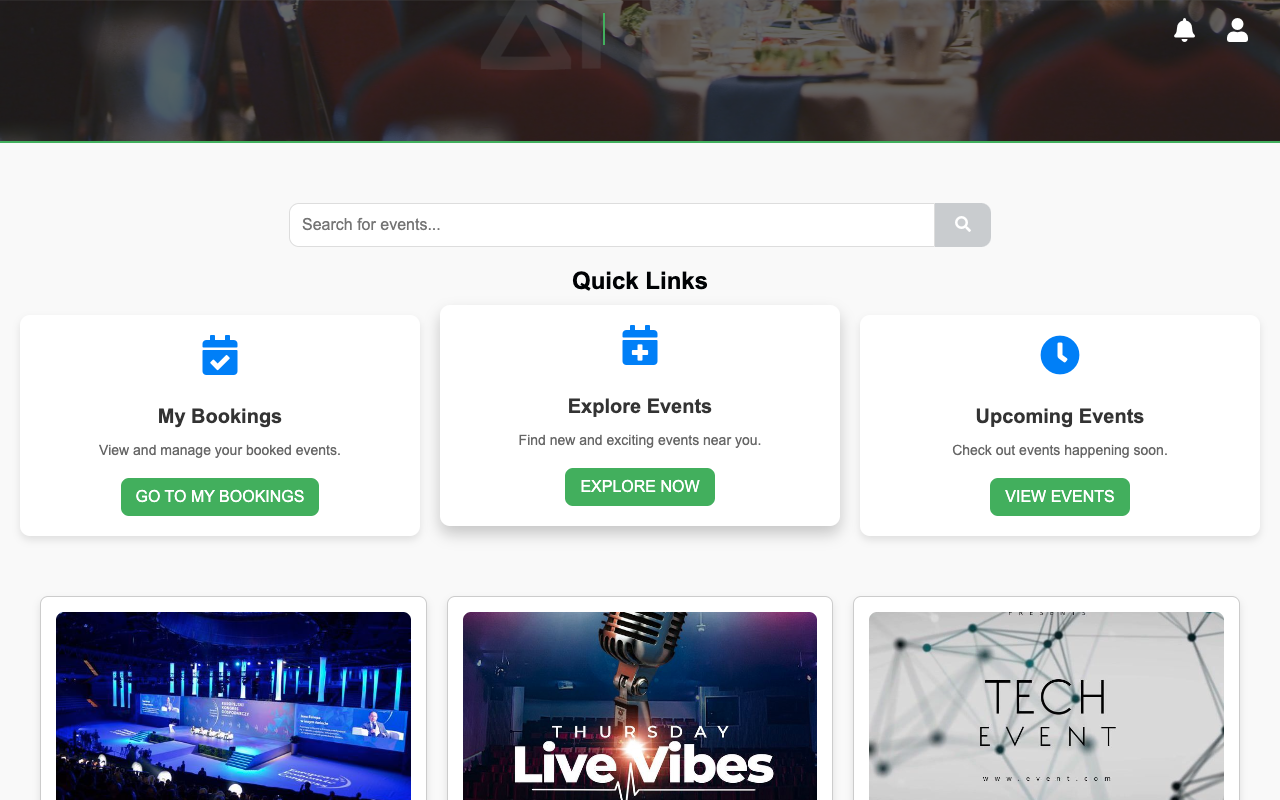 Search for events...
Quick Links
My Bookings
View and manage your booked events.
GO TO MY BOOKINGS
Explore Events
Find new and exciting events near you.
EXPLORE NOW
Upcoming Events
Check out events happening soon.
VIEW EVENTS
THURSDAY
Live Vibes
PRESENTS
TECH
EVENT
www.event.com